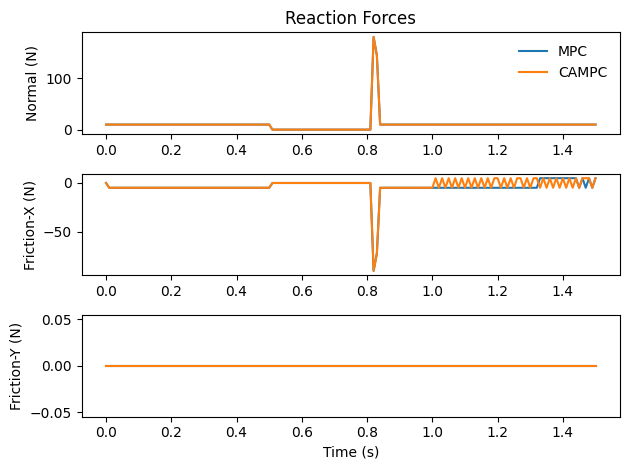 Reaction Forces
Normal (N)
100
0
MPC
CAMPC
0.0 0.2 0.4 0.6 0.8 1.0 1.2 1.4
Friction-X (N)
0
−50
0.0 0.2 0.4 0.6 0.8 1.0 1.2 1.4
Friction-Y (N)
0.05
0.00
−0.05
0.0 0.2 0.4 0.6 0.8 1.0 1.2 1.4
Time (s)